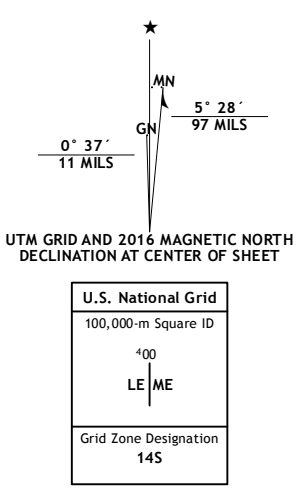 ★
MN
5° 28´
97 MILS
GN
0° 37´
11 MILS
UTM GRID AND 2016 MAGNETIC NORTH
DECLINATION AT CENTER OF SHEET
U.S. National Grid
100,000-m Square ID
⁴00
LE ME
Grid Zone Designation
14S